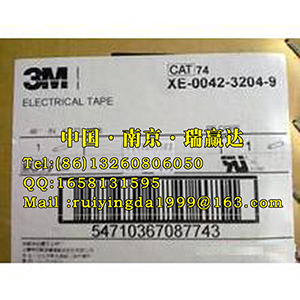 3M
CAT 74
XE-0042-3204-9
ELECTRICAL TAPE
中国·南京·瑞赢达
Tel:(86)13260806050
QQ:1658131595
Mail :ruiyingda1999@163.com
54710367087743